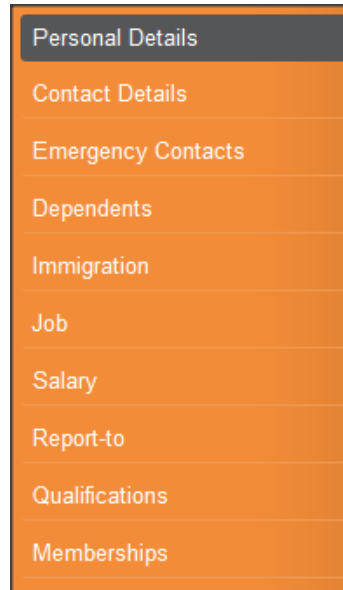 Personal Details
Contact Details
Emergency Contacts
Dependents
Immigration
Job
Salary
Report-to
Qualifications
Memberships